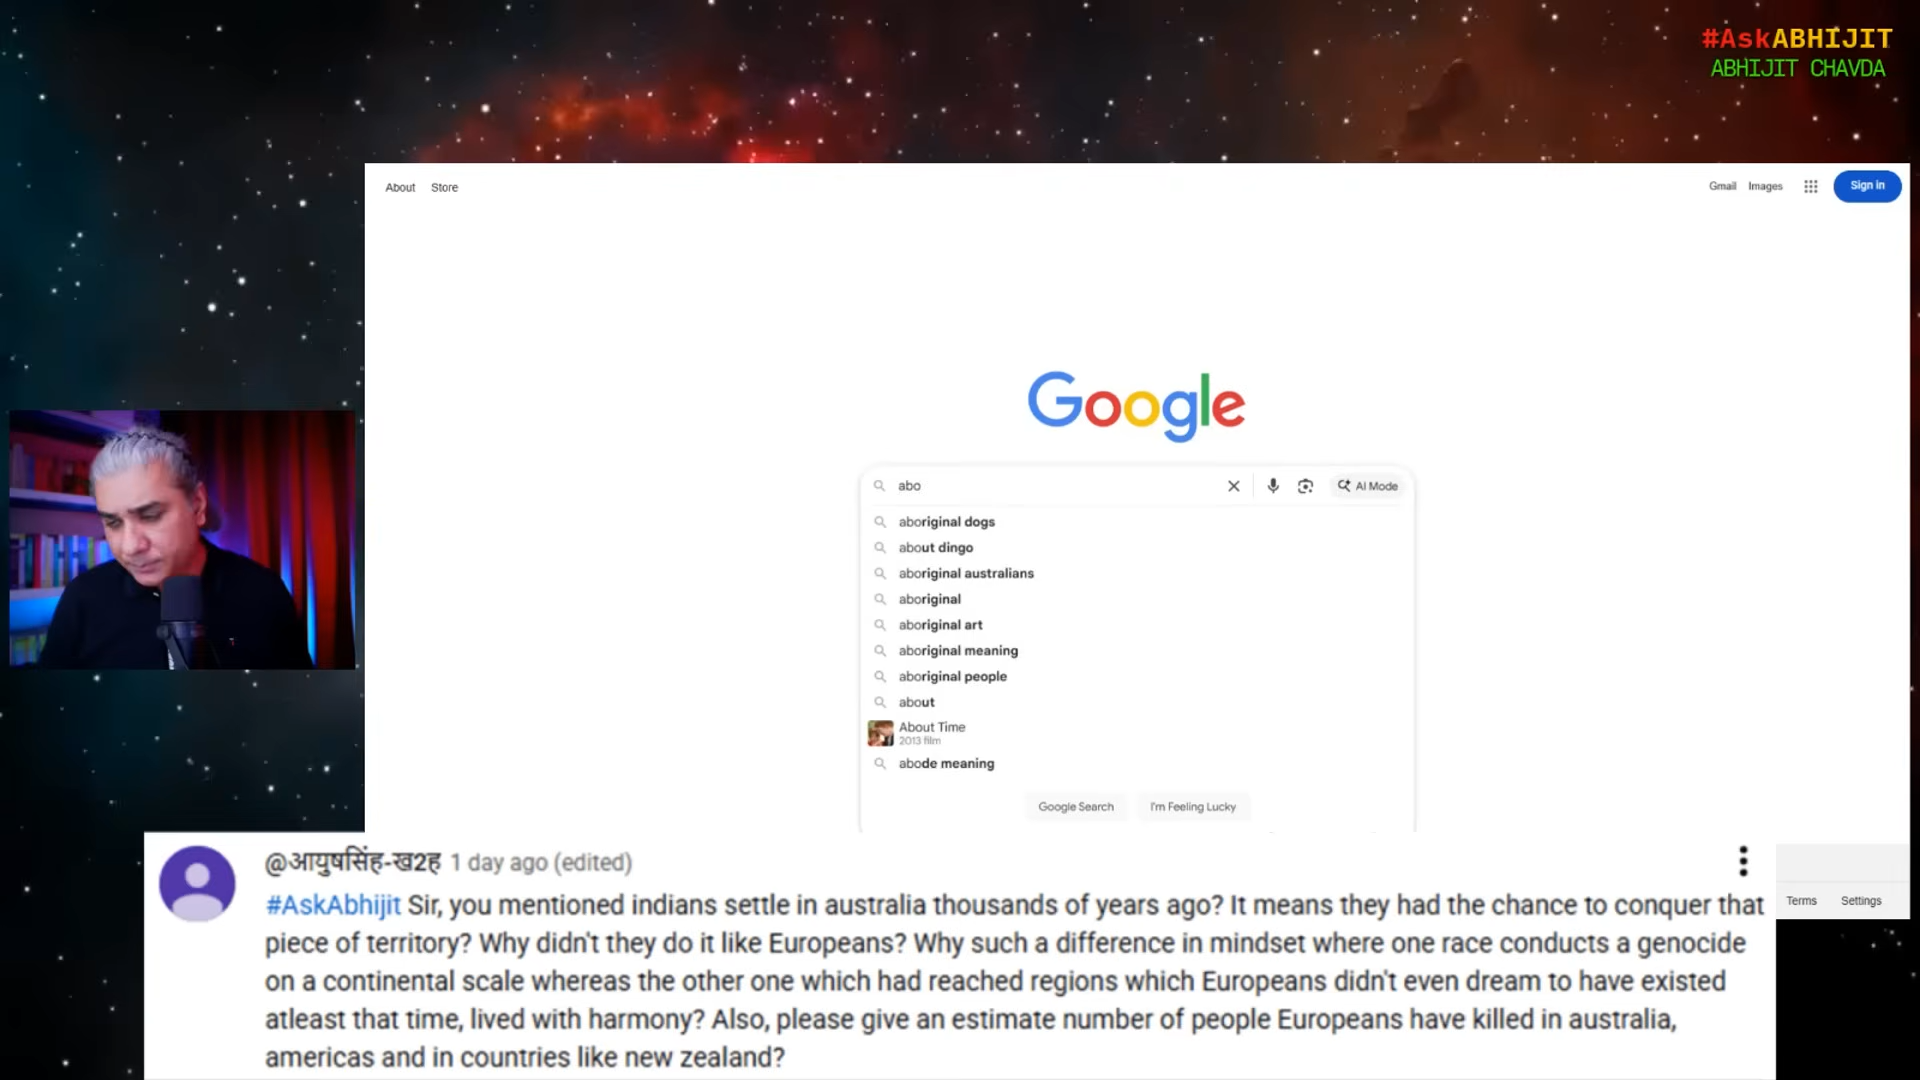 #AskABHIJIT
ABHIJIT CHAVDA
About Store
Gmail Images Sign in
Google
abo
AI Mode
aboriginal dogs
about dingo
aboriginal australians
aboriginal
aboriginal art
aboriginal meaning
aboriginal people
about
About Time
2013 film
abode meaning
Google Search I'm Feeling Lucky
@आयुषसिंह-ख2ह 1 day ago (edited)
#AskAbhijit Sir, you mentioned indians settle in australia thousands of years ago? It means they had the chance to conquer that
piece of territory? Why didn't they do it like Europeans? Why such a difference in mindset where one race conducts a genocide
on a continental scale whereas the other one which had reached regions which Europeans didn't even dream to have existed
atleast that time, lived with harmony? Also, please give an estimate number of people Europeans have killed in australia,
americas and in countries like new zealand?
Terms Settings